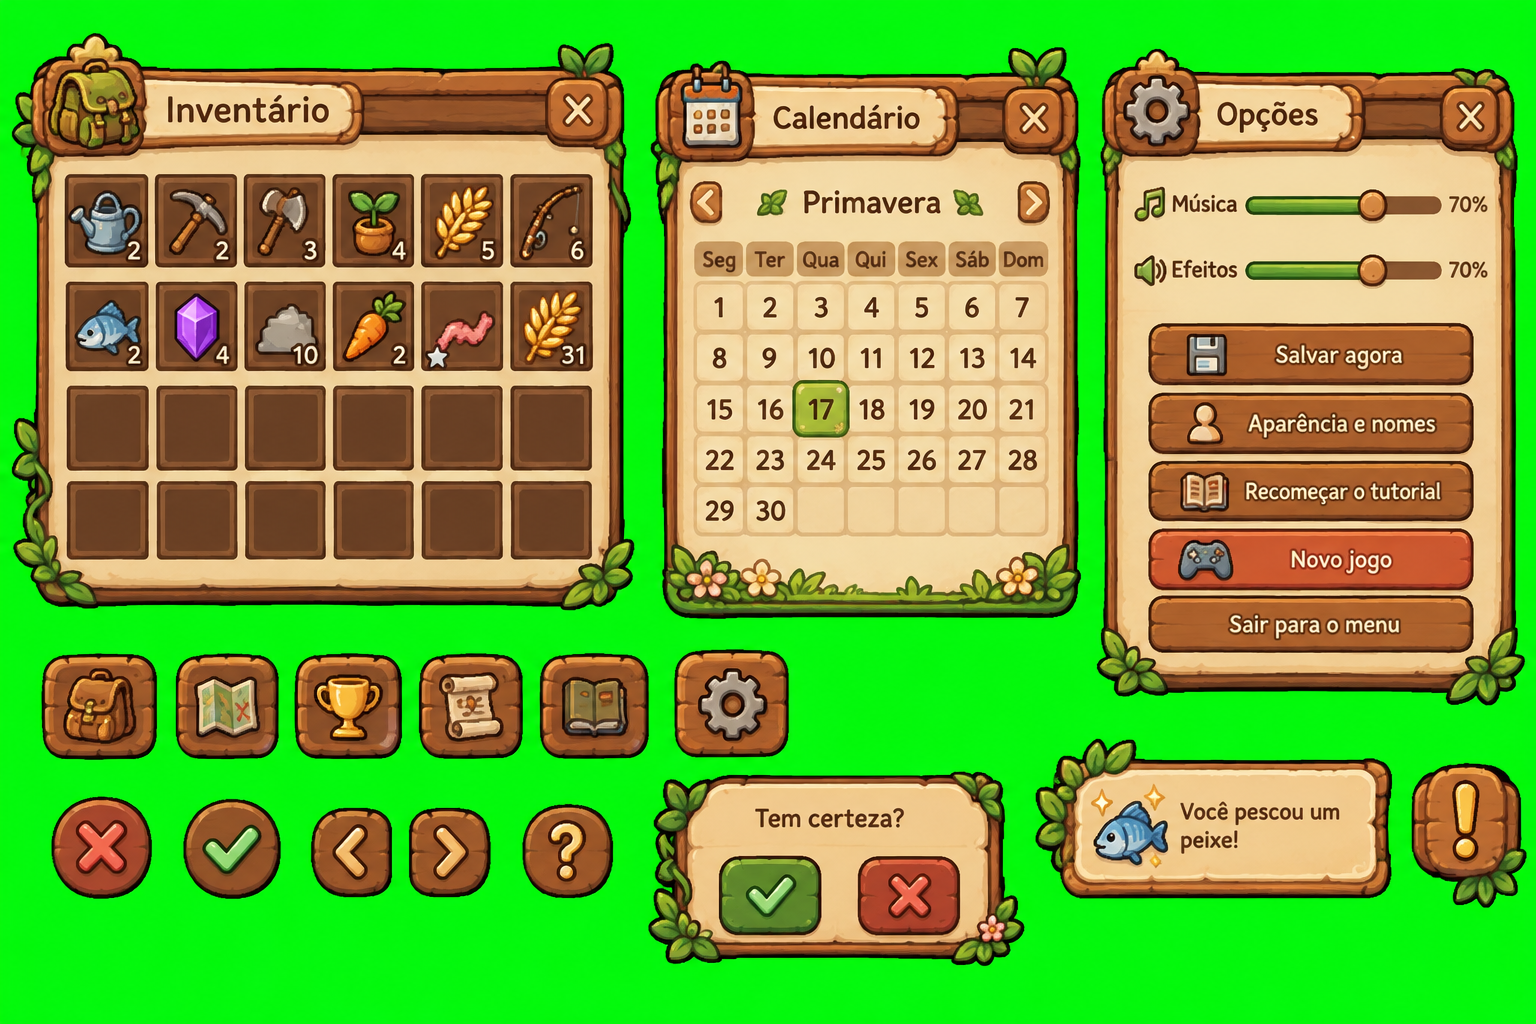 Inventário
2 2 3 4 5 6
2 4 10 2 31
Calendário
Primavera
Seg Ter Qua Qui Sex Sáb Dom
1 2 3 4 5 6 7
8 9 10 11 12 13 14
15 16 17 18 19 20 21
22 23 24 25 26 27 28
29 30
Opções
Música 70%
Efeitos 70%
Salvar agora
Aparência e nomes
Recomeçar o tutorial
Novo jogo
Sair para o menu
?
Tem certeza?
Você pescou um
peixe!
!